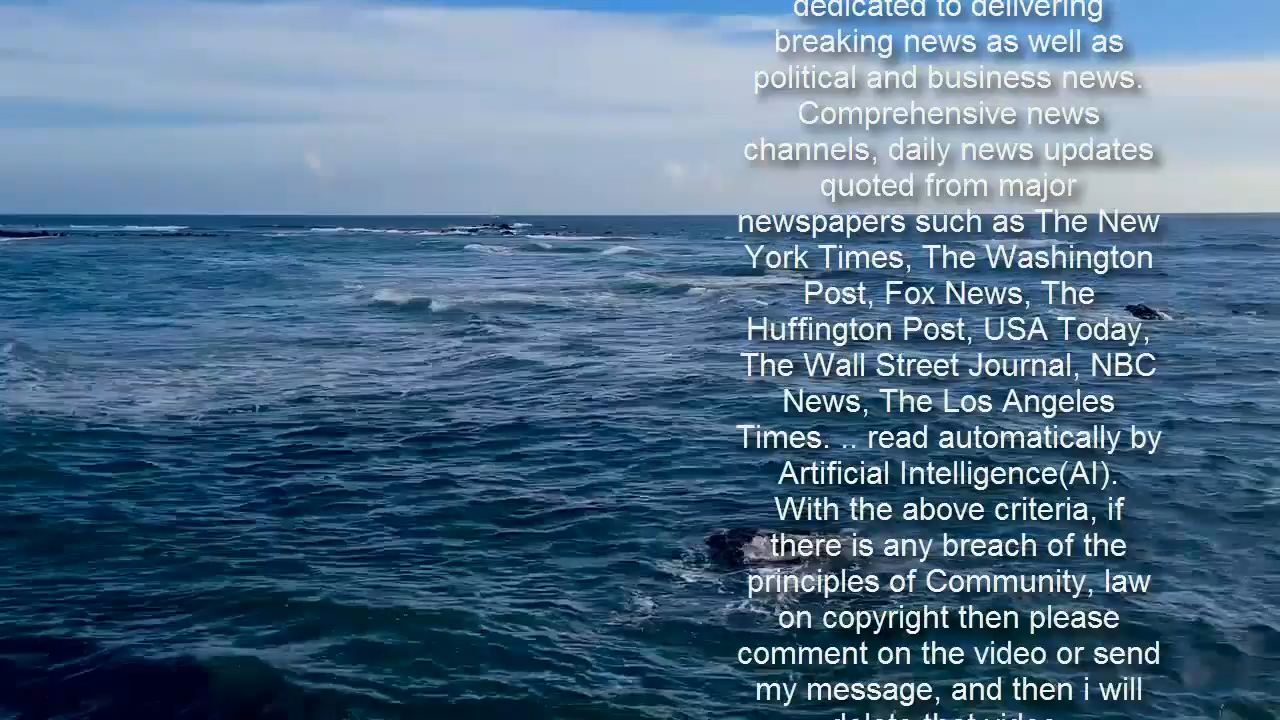 dedicated to delivering
breaking news as well as
political and business news.
Comprehensive news
channels, daily news updates
quoted from major
newspapers such as The New
York Times, The Washington
Post, Fox News, The
Huffington Post, USA Today,
The Wall Street Journal, NBC
News, The Los Angeles
Times. .. read automatically by
Artificial Intelligence(AI).
With the above criteria, if
there is any breach of the
principles of Community, law
on copyright then please
comment on the video or send
my message, and then i will
delete that video